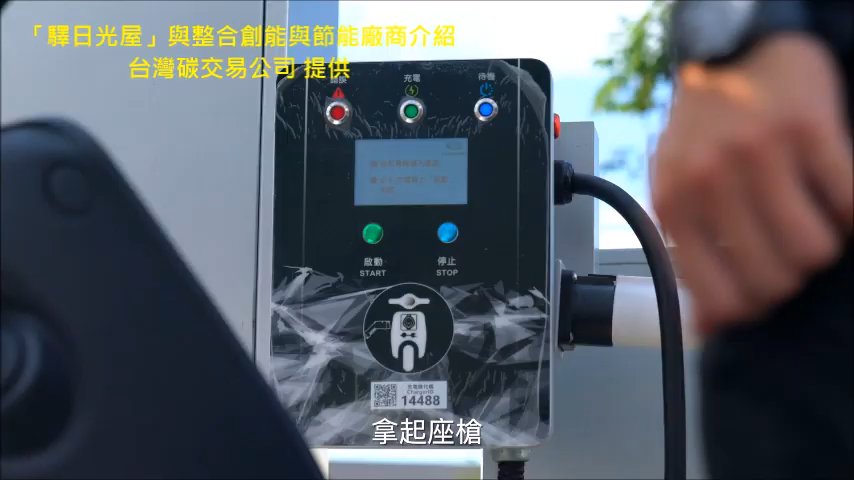 「驛日光屋」與整合創能與節能廠商介紹
台灣碳交易公司 提供
錯誤
充電
待機
啟動
停止
START
STOP
14488
拿起座槍